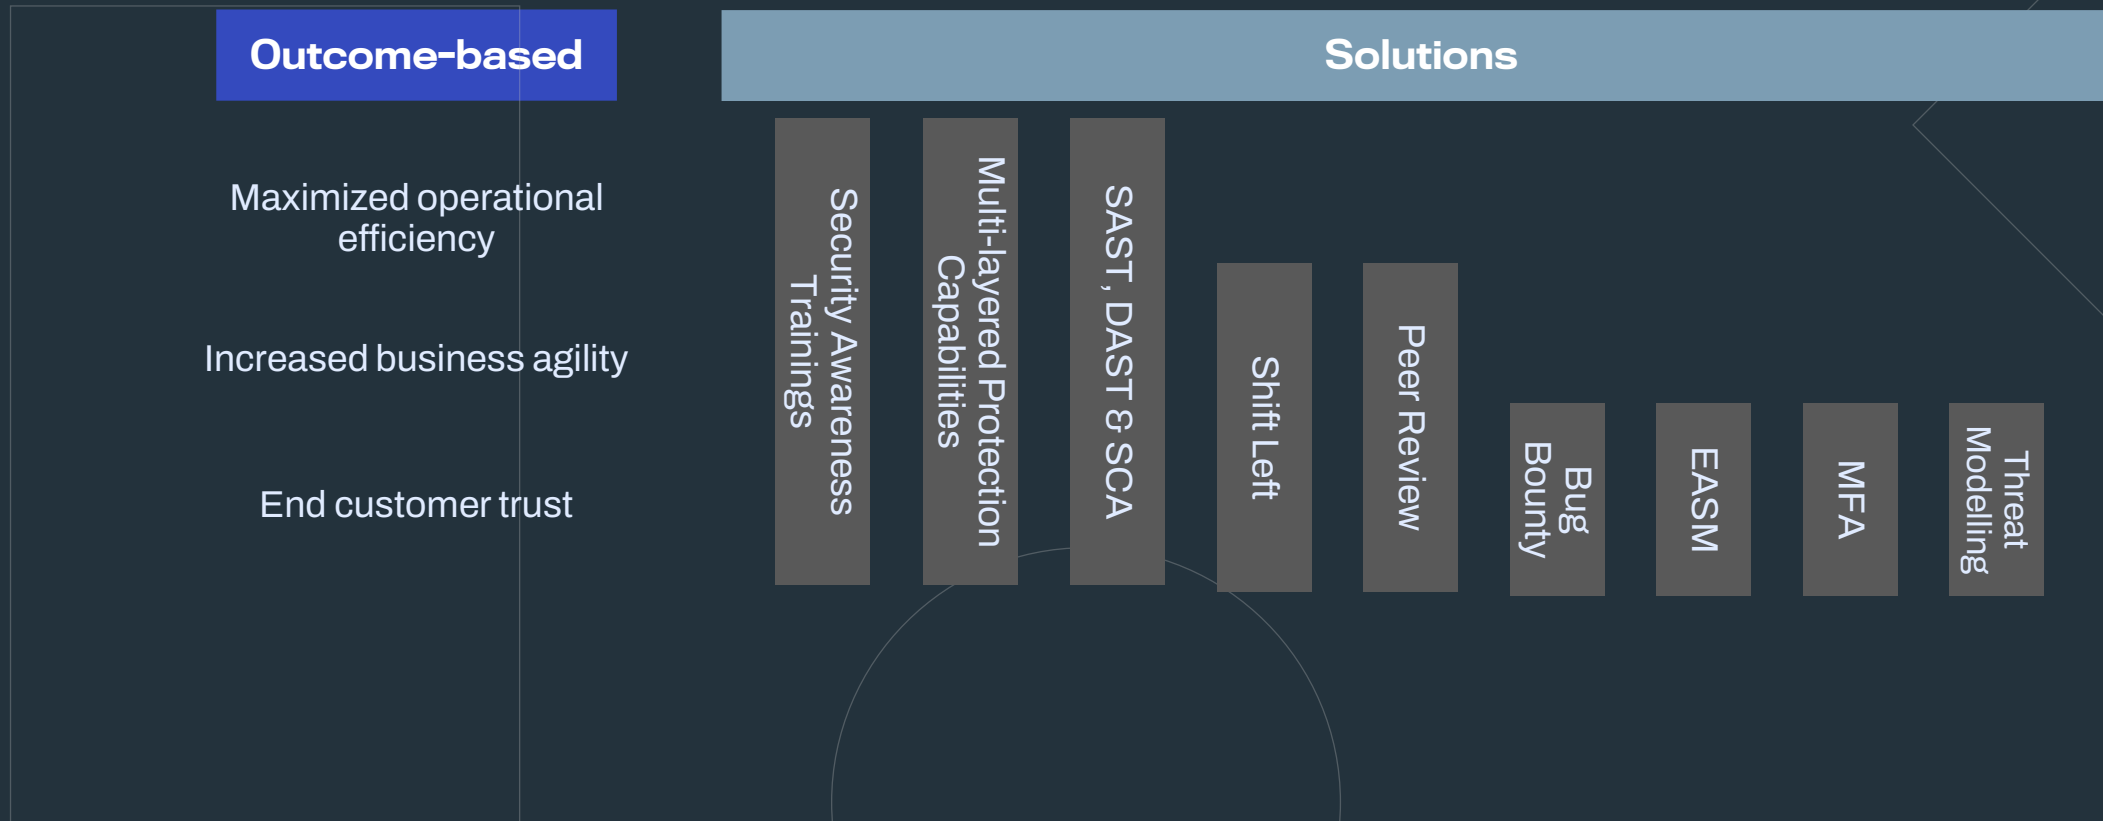 Outcome-based
Solutions
Maximized operational
efficiency
Increased business agility
End customer trust
Security Awareness
Trainings
Multi-layered Protection
Capabilities
SAST, DAST & SCA
Shift Left
Peer Review
Bug
Bounty
EASM
MFA
Threat
Modelling